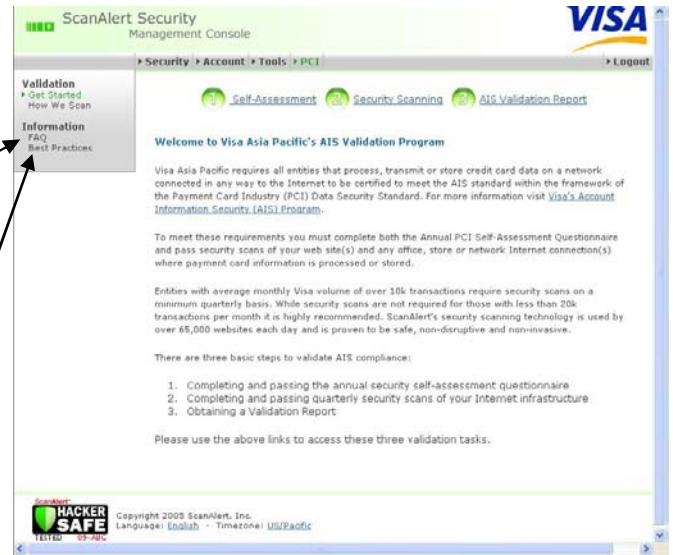 ScanAlert Security
Management Console
VISA
Security Account Tools PCI Logout
Validation
Get Started
How We Scan
Information
FAQ
Best Practices
1 Self-Assessment 2 Security Scanning 3 AIS Validation Report
Welcome to Visa Asia Pacific's AIS Validation Program
Visa Asia Pacific requires all entities that process, transmit or store credit card data on a network
connected in any way to the Internet to be certified to meet the AIS standard within the framework of
the Payment Card Industry (PCI) Data Security Standard. For more information visit Visa's Account
Information Security (AIS) Program.
To meet these requirements you must complete both the Annual PCI Self-Assessment Questionnaire
and pass security scans of your web site(s) and any office, store or network Internet connection(s)
where payment card information is processed or stored.
Entities with average monthly Visa volume of over 10k transactions require security scans on a
minimum quarterly basis. While security scans are not required for those with less than 20k
transactions per month it is highly recommended. ScanAlert's security scanning technology is used by
over 65,000 websites each day and is proven to be safe, non-disruptive and non-invasive.
There are three basic steps to validate AIS compliance:
1. Completing and passing the annual security self-assessment questionnaire
2. Completing and passing quarterly security scans of your Internet infrastructure
3. Obtaining a Validation Report
Please use the above links to access these three validation tasks.
ScanAlert
HACKER
SAFE
TESTED 09-ABC
Copyright 2005 ScanAlert, Inc.
Language: English - Timezone: US/Pacific